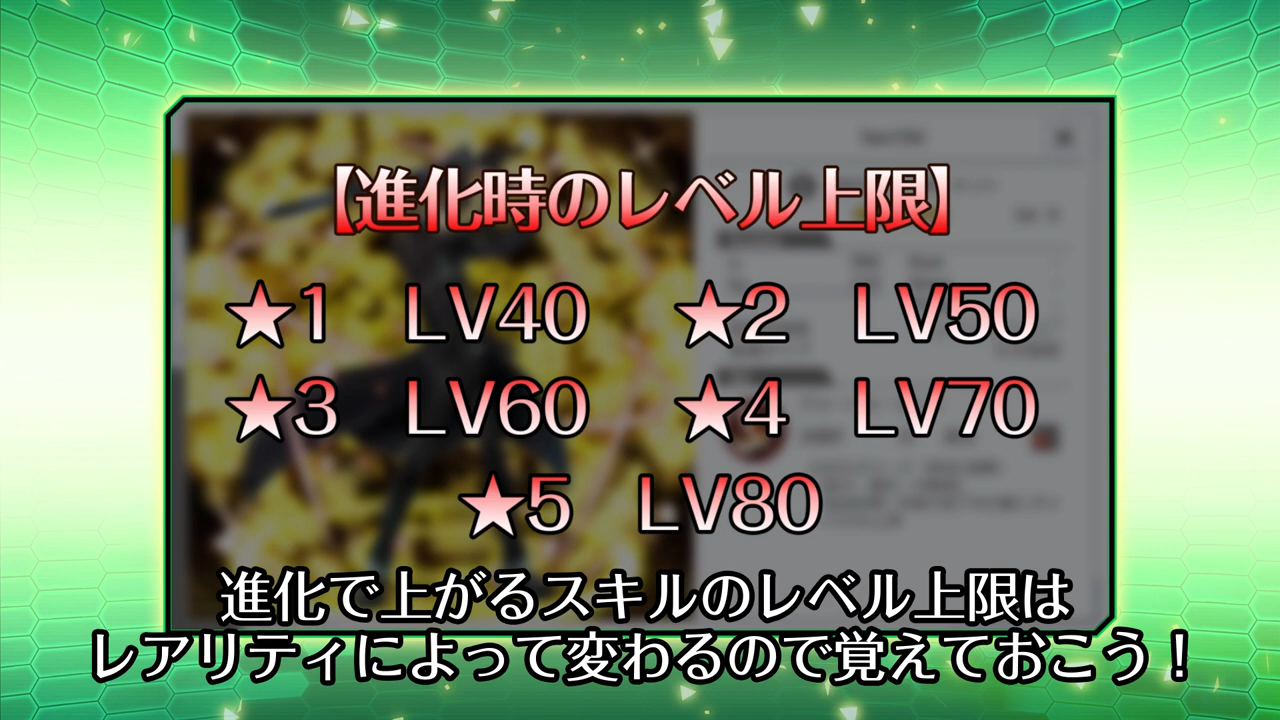 【進化時のレベル上限】
★1 LV40 ★2 LV50
★3 LV60 ★4 LV70
★5 LV80
進化で上がるスキルのレベル上限は
レアリティによって変わるので覚えておこう！